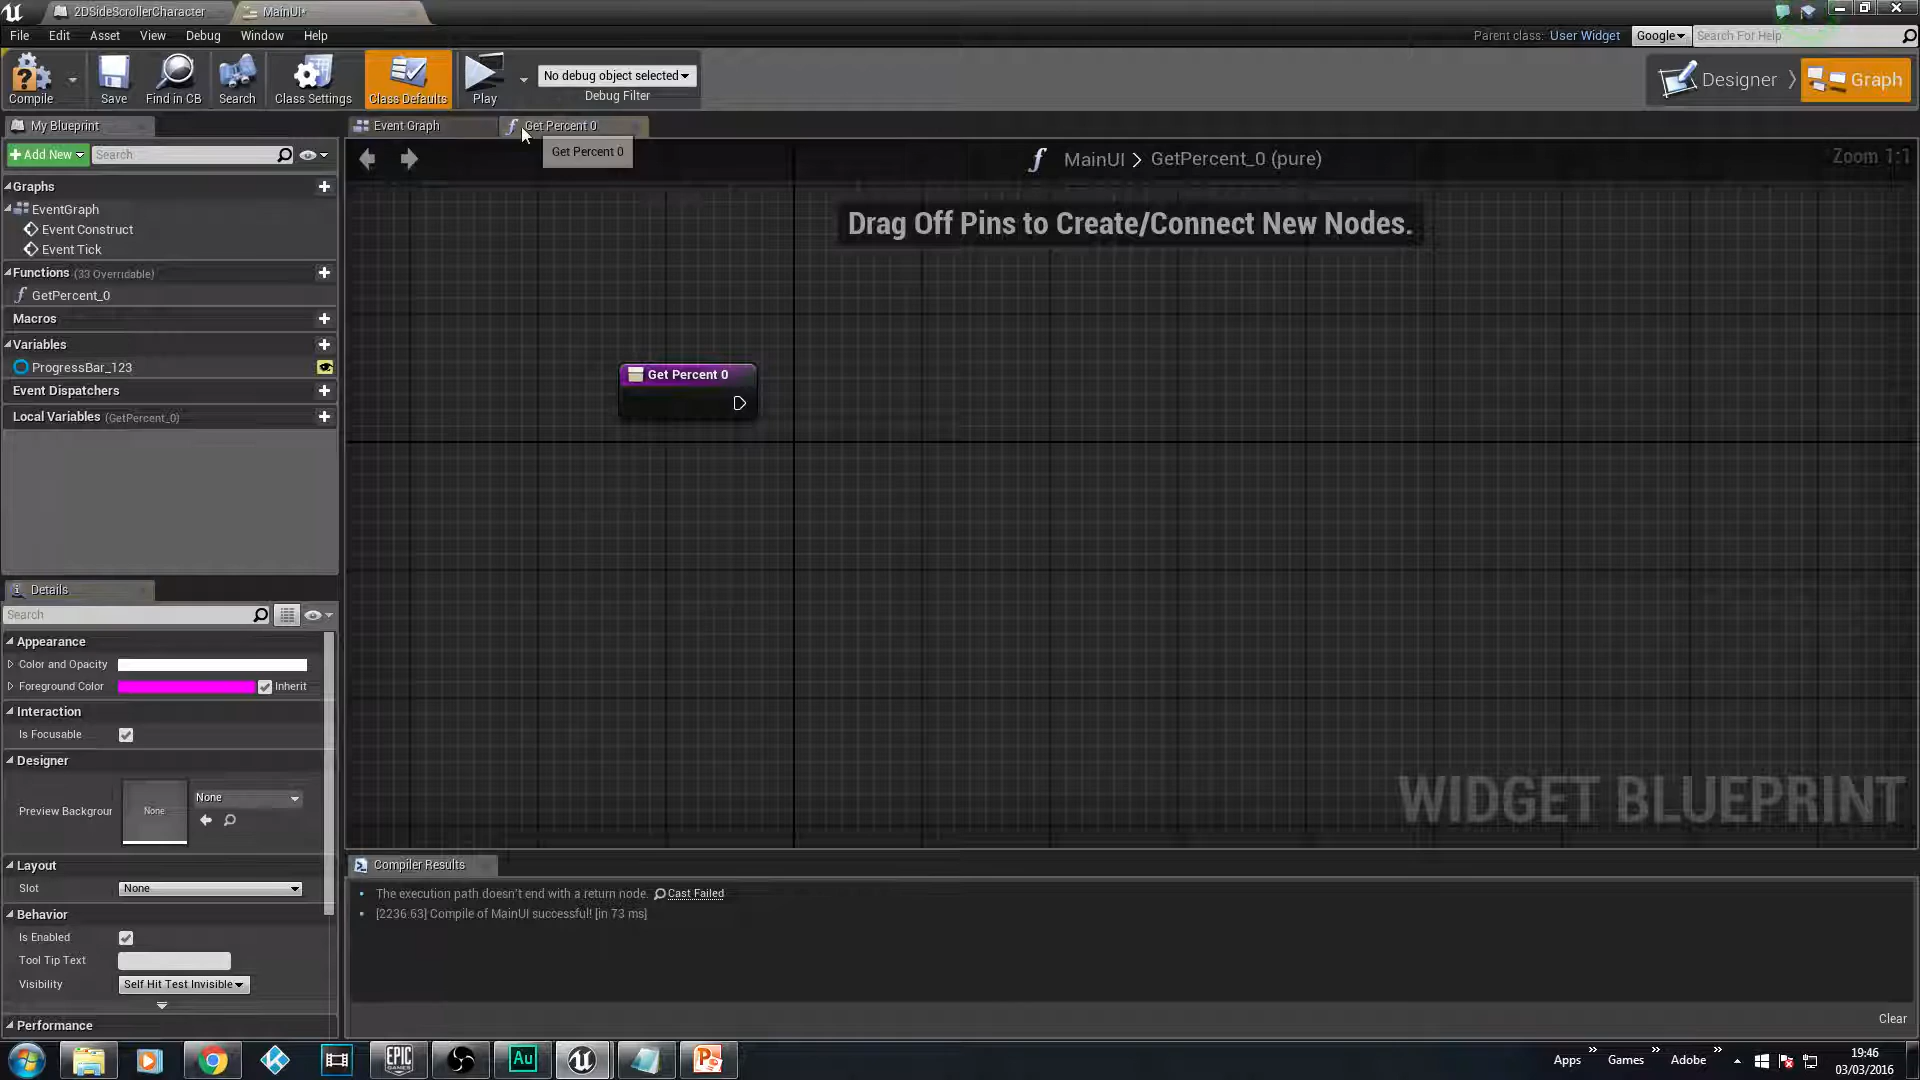 2DSideScrollerCharacter
MainUI*
File Edit Asset View Debug Window Help
Parent class: User Widget Google Search For Help
Compile Save Find in CB Search Class Settings Class Defaults Play
No debug object selected
Debug Filter
Designer Graph
My Blueprint
Event Graph
Get Percent 0
Get Percent 0
Add New Search
MainUI > GetPercent_0 (pure)
Zoom 1:1
Graphs
EventGraph
Event Construct
Event Tick
Functions (33 Overridable)
GetPercent_0
Macros
Variables
ProgressBar_123
Event Dispatchers
Local Variables (GetPercent_0)
Drag Off Pins to Create/Connect New Nodes.
Get Percent 0
WIDGET BLUEPRINT
Details
Search
Appearance
Color and Opacity
Foreground Color Inherit
Interaction
Is Focusable
Designer
Preview Backgrour None None
Layout
Slot None
Behavior
Is Enabled
Tool Tip Text
Visibility Self Hit Test Invisible
Performance
Compiler Results
The execution path doesn't end with a return node. Cast Failed
[2236.63] Compile of MainUI successful! [in 73 ms]
Clear
EPIC GAMES
Au
Apps » Games » Adobe »
19:46
03/03/2016